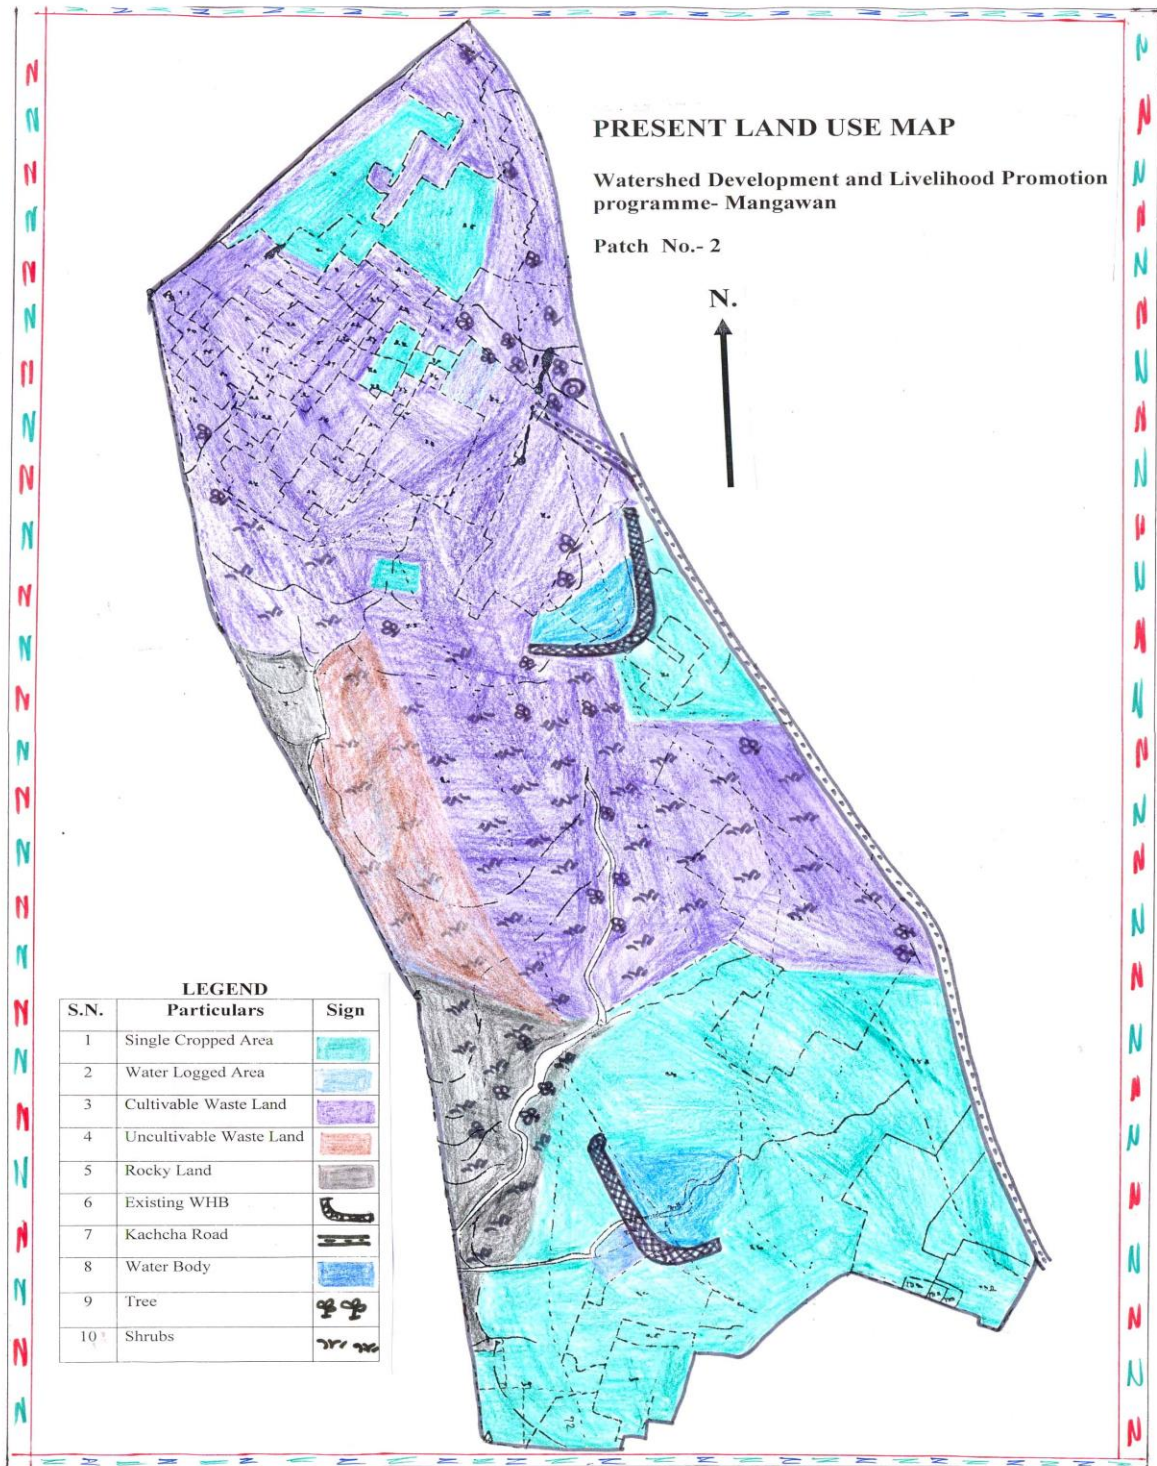 PRESENT LAND USE MAP
Watershed Development and Livelihood Promotion
programme- Mangawan
Patch No.- 2
N.
LEGEND
S.N. Particulars Sign
1 Single Cropped Area
2 Water Logged Area
3 Cultivable Waste Land
4 Uncultivable Waste Land
5 Rocky Land
6 Existing WHB
7 Kachcha Road
8 Water Body
9 Tree
10 Shrubs